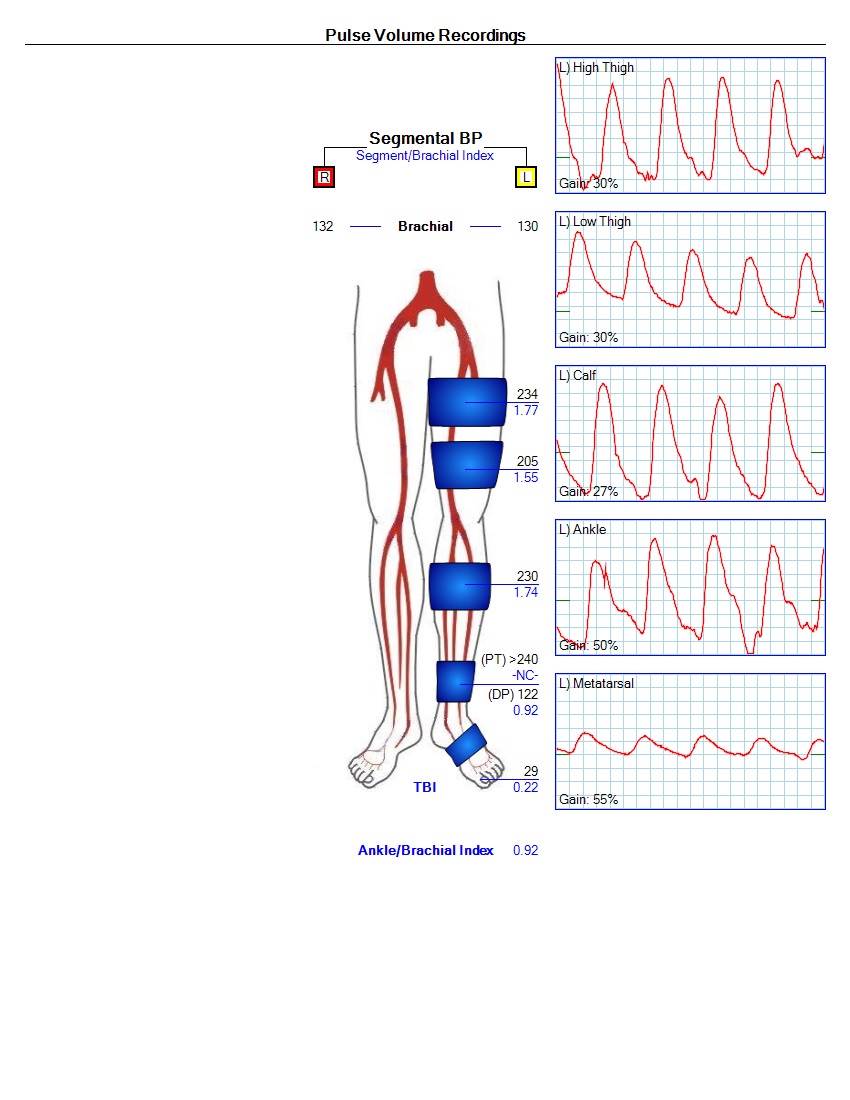 Pulse Volume Recordings
Segmental BP
Segment/Brachial Index
R
L
132
Brachial
130
234
1.77
205
1.55
230
1.74
(PT) >240
-NC-
(DP) 122
0.92
29
TBI
0.22
Ankle/Brachial Index 0.92
L) High Thigh
Gain: 30%
L) Low Thigh
Gain: 30%
L) Calf
Gain: 27%
L) Ankle
Gain: 50%
L) Metatarsal
Gain: 55%